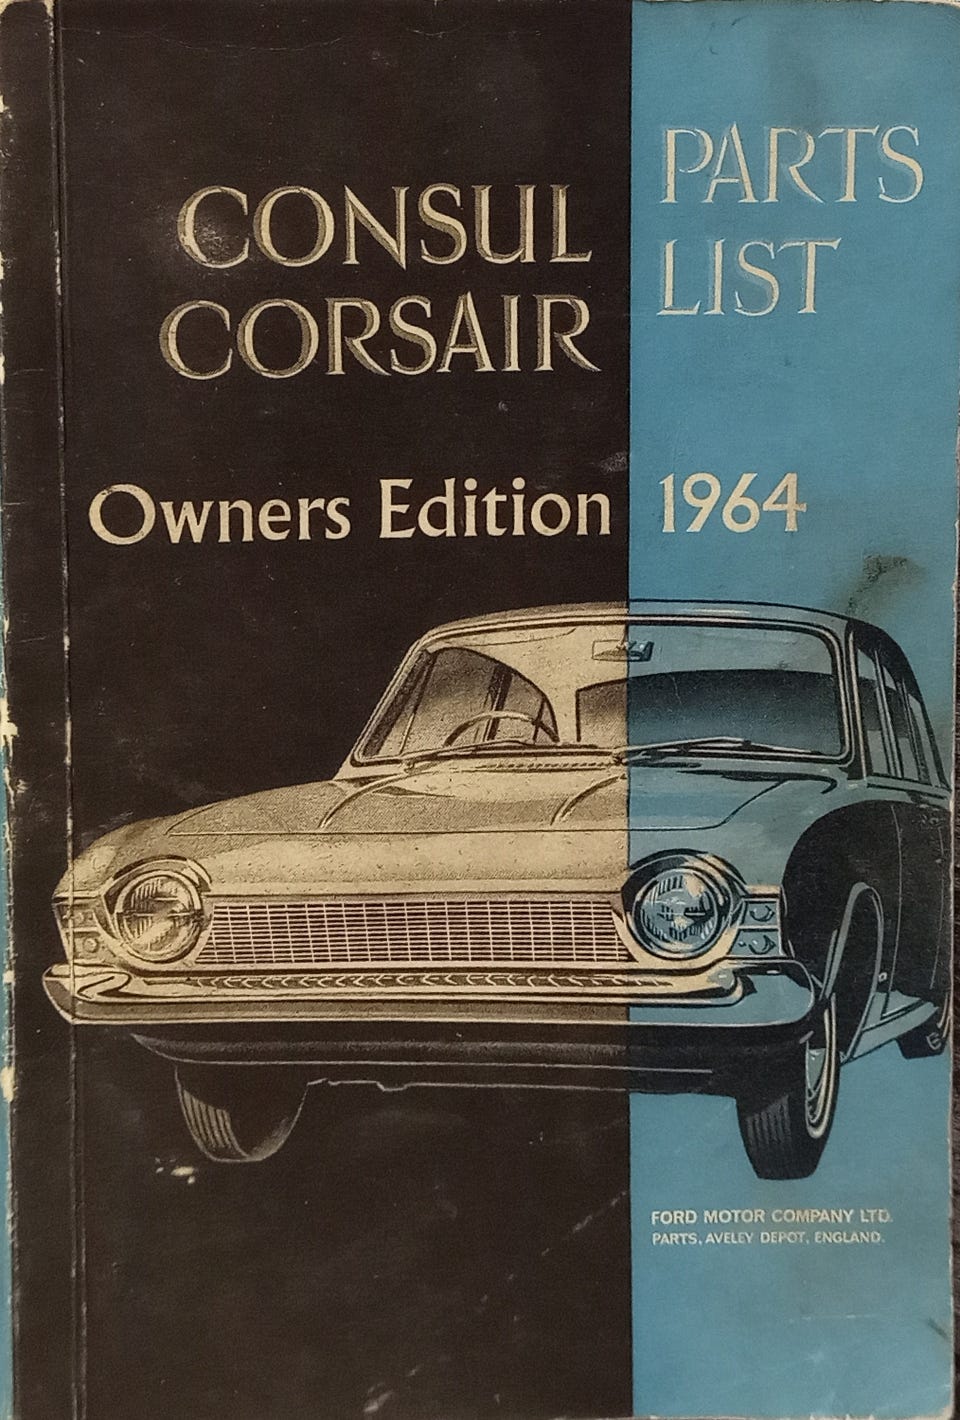 CONSUL
CORSAIR
PARTS
LIST
Owners Edition 1964
FORD MOTOR COMPANY LTD.
PARTS, AVELEY DEPOT, ENGLAND.